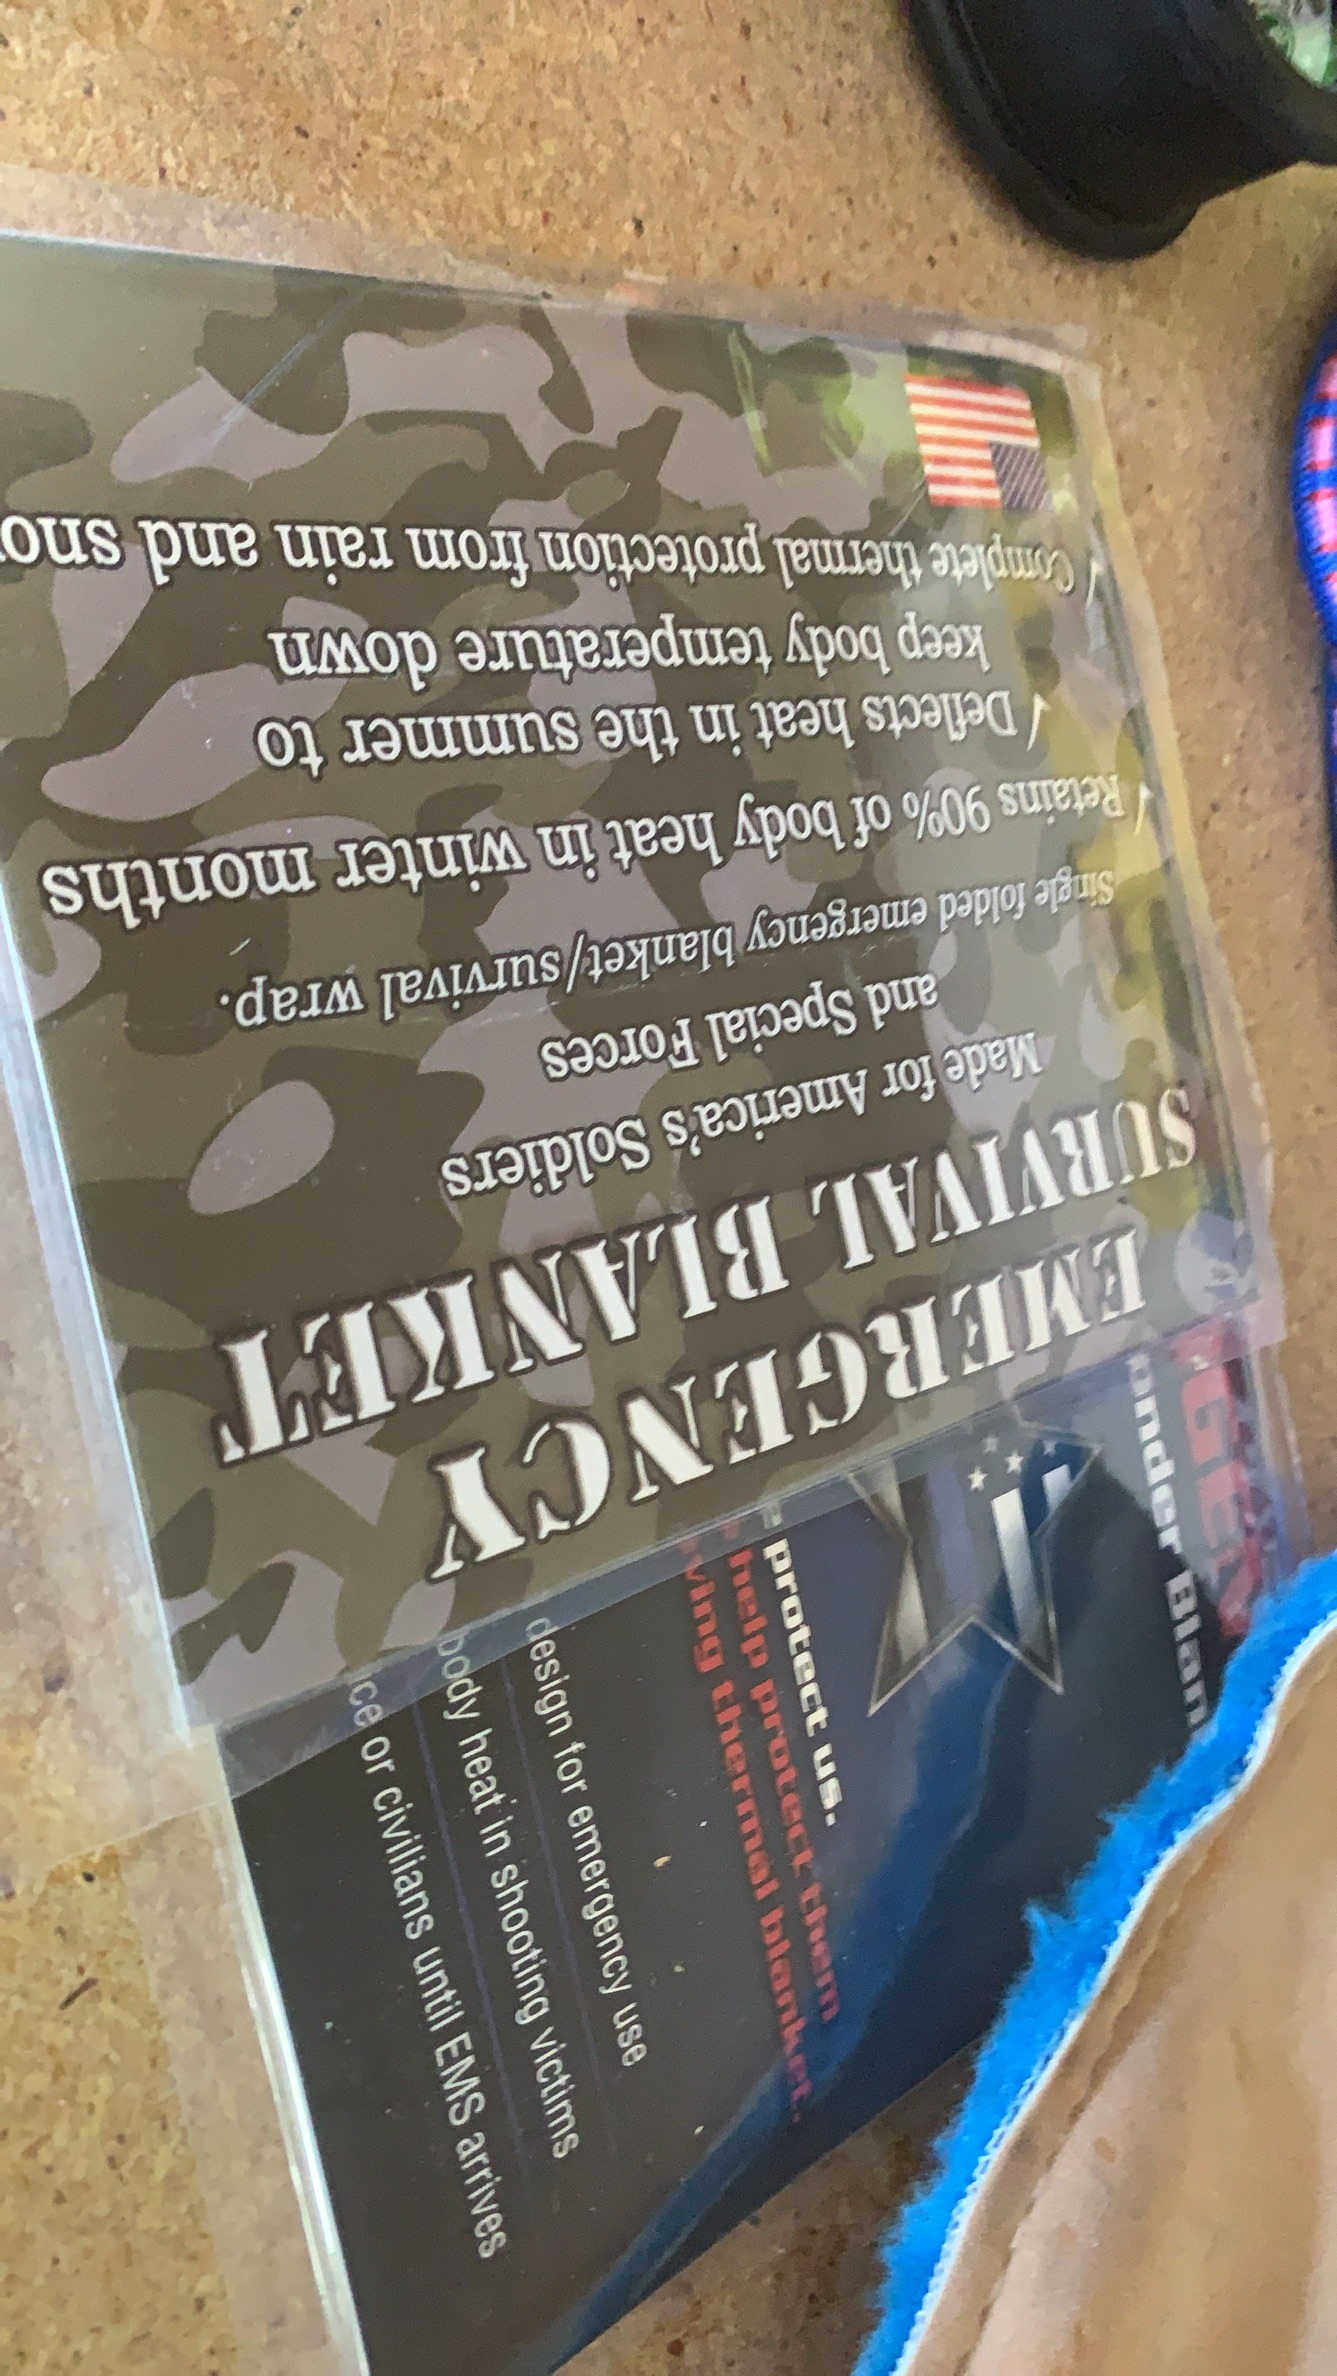 EMERGENCY
SURVIVAL BLANKET
Made for America's Soldiers
and Special Forces
Single folded emergency blanket/survival wrap.
✓ Retains 90% of body heat in winter months
✓ Deflects heat in the summer to
keep body temperature down
✓ Complete thermal protection from rain and sno
protect us.
help protect them
ving thermal blanket.
design for emergency use
body heat in shooting victims
ce or civilians until EMS arrives